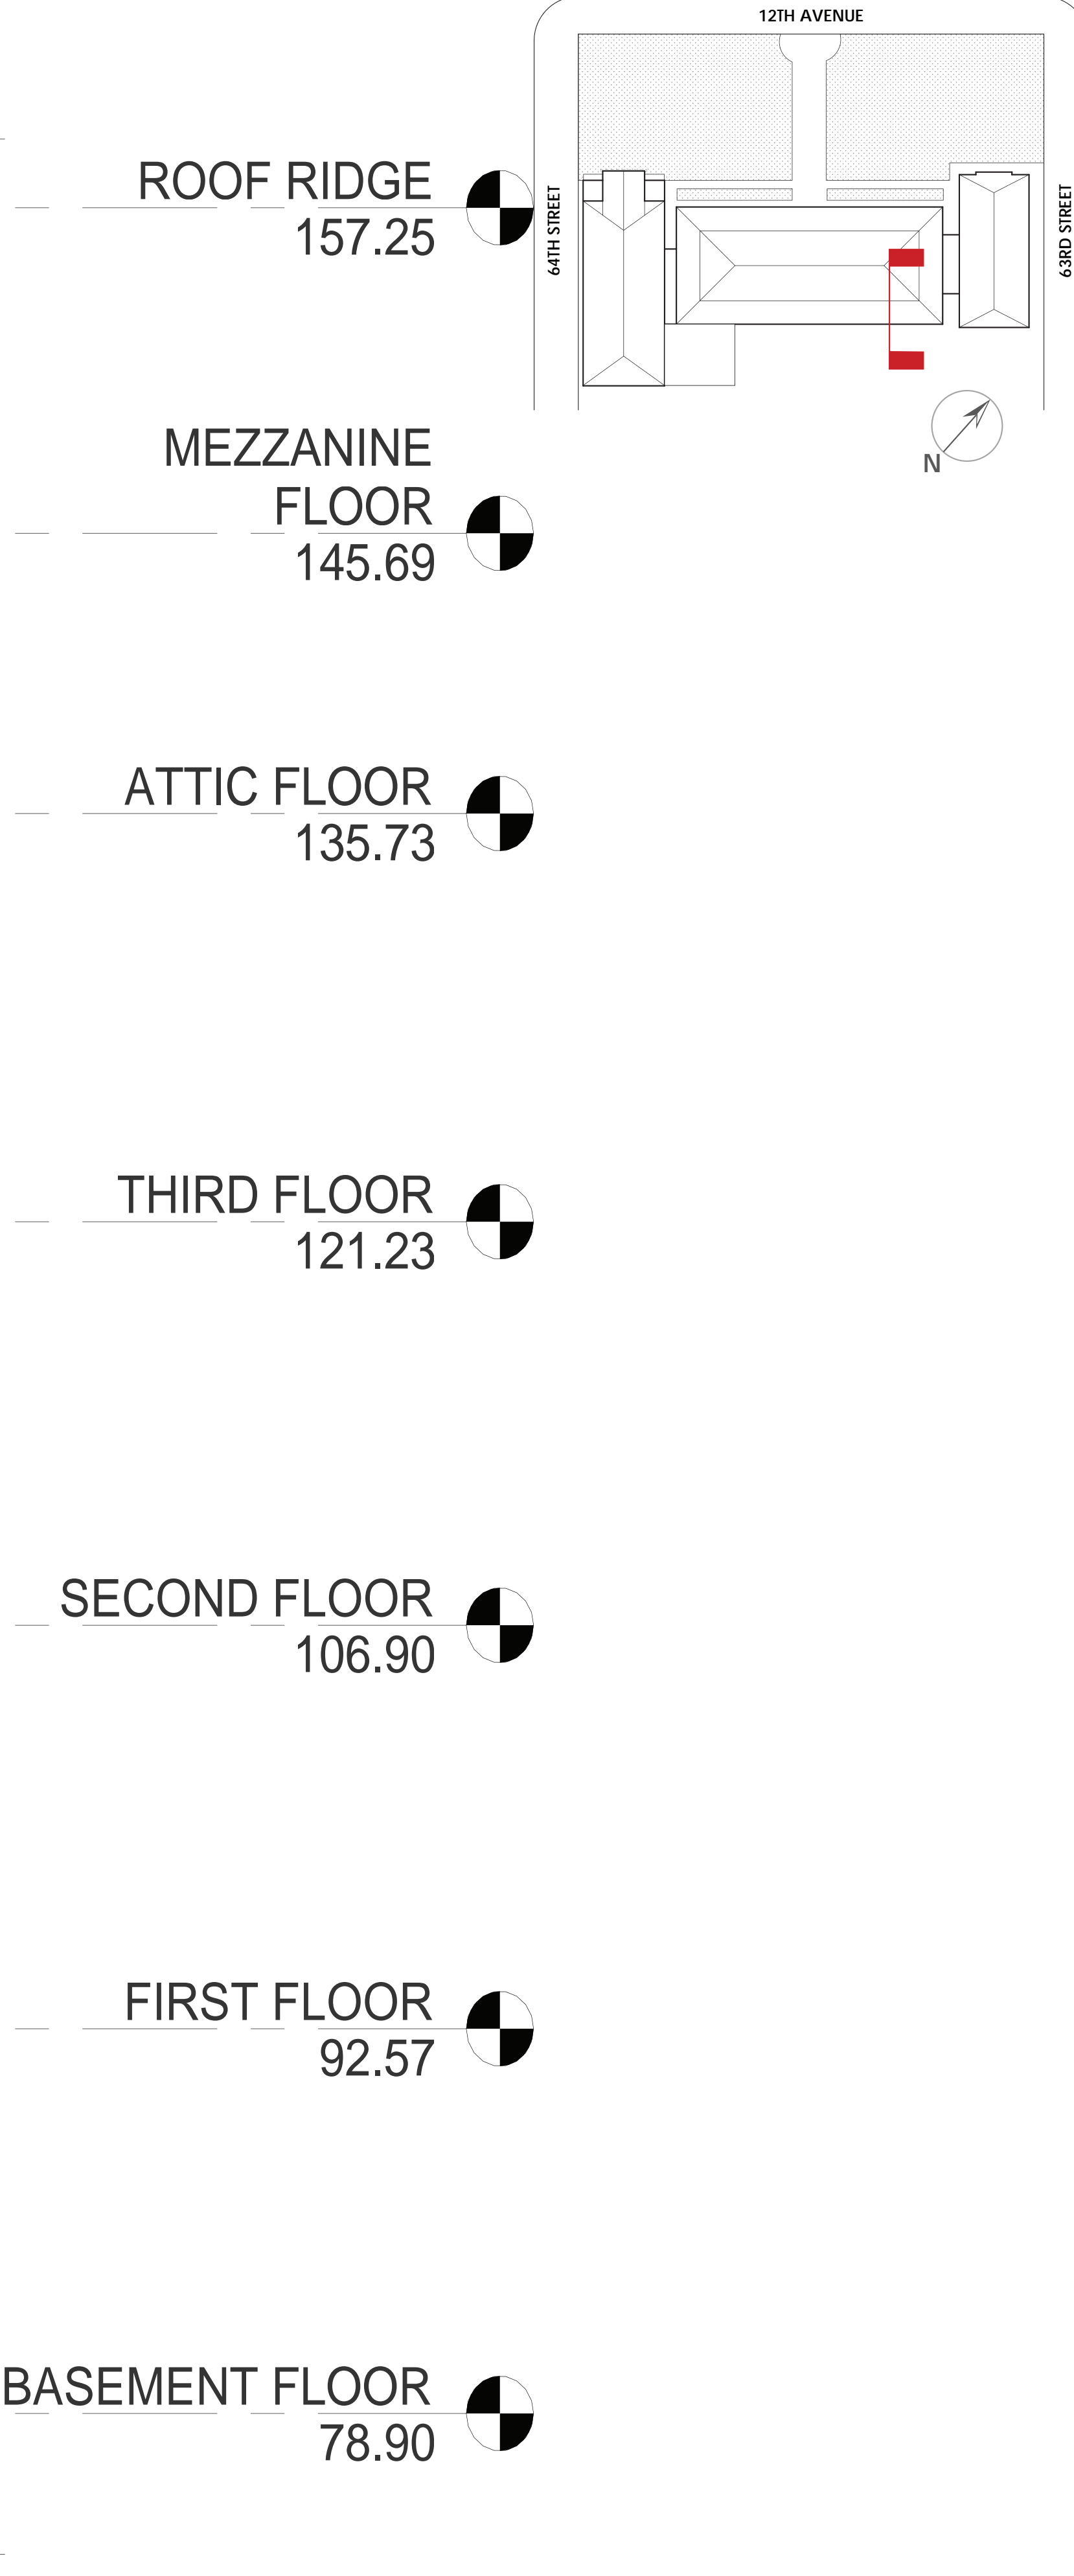 12TH AVENUE
64TH STREET
63RD STREET
N
ROOF RIDGE
157.25
MEZZANINE
FLOOR
145.69
ATTIC FLOOR
135.73
THIRD FLOOR
121.23
SECOND FLOOR
106.90
FIRST FLOOR
92.57
BASEMENT FLOOR
78.90